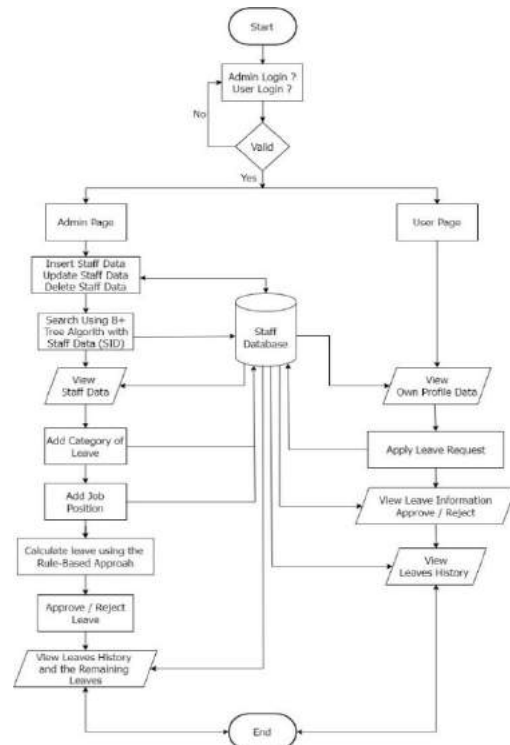 Start
Admin Login ?
User Login ?
No
Valid
Yes
Admin Page
User Page
Insert Staff Data
Update Staff Data
Delete Staff Data
Search Using B+
Tree Algorith with
Staff Data (SID)
Staff
Database
View
Staff Data
View
Own Profile Data
Add Category of
Leave
Apply Leave Request
Add Job
Position
View Leave Information
Approve / Reject
Calculate leave using the
Rule-Based Approah
View
Leaves History
Approve / Reject
Leave
View Leaves History
and the Remaining
Leaves
End